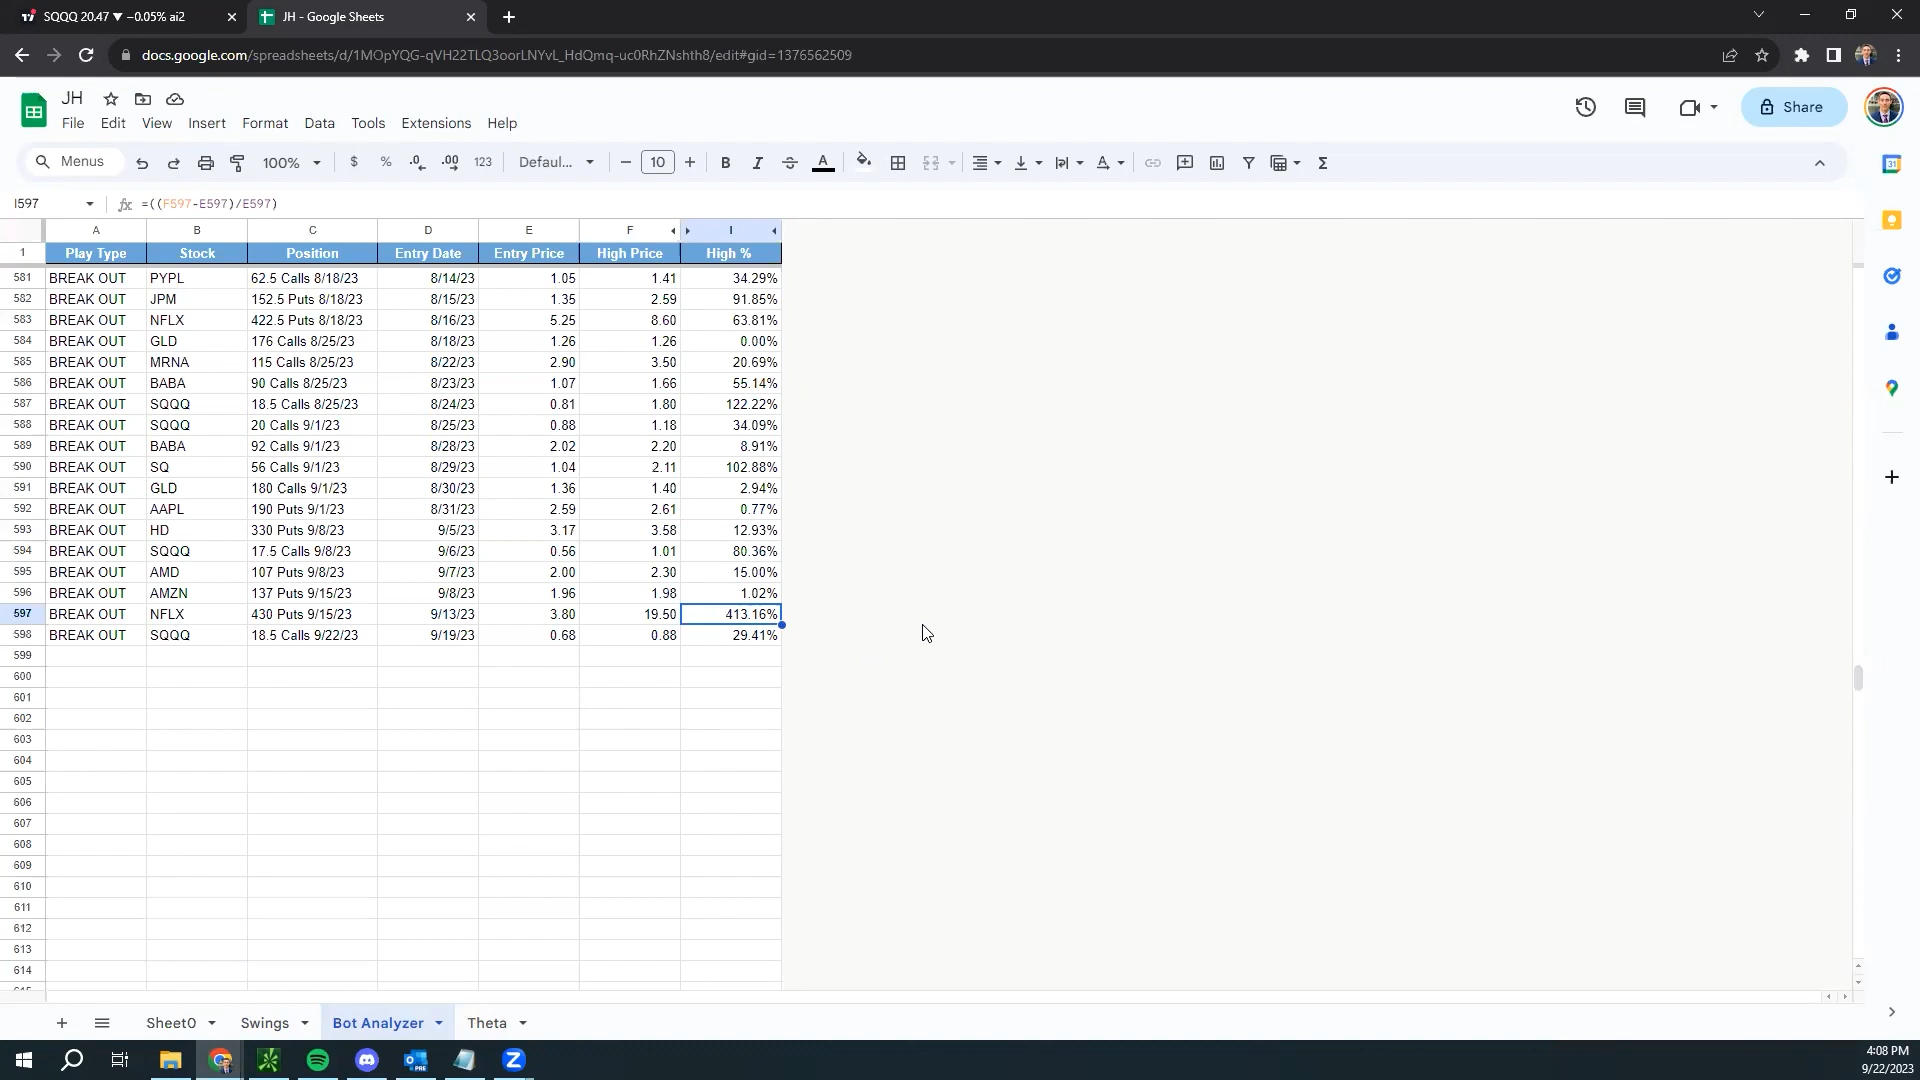 SQQQ 20.47 ▼ −0.05% ai2
JH - Google Sheets
docs.google.com/spreadsheets/d/1MOpYQG-qVH22TLQ3oorLNYvL_HdQmq-uc0RhZNshth8/edit#gid=1376562509
JH
File Edit View Insert Format Data Tools Extensions Help
Share
Menus 100% $ % .0 .00 123 Defaul... 10 B I A Σ
I597 fx =((F597-E597)/E597)
A B C D E F I
1 Play Type Stock Position Entry Date Entry Price High Price High %
581 BREAK OUT PYPL 62.5 Calls 8/18/23 8/14/23 1.05 1.41 34.29%
582 BREAK OUT JPM 152.5 Puts 8/18/23 8/15/23 1.35 2.59 91.85%
583 BREAK OUT NFLX 422.5 Puts 8/18/23 8/16/23 5.25 8.60 63.81%
584 BREAK OUT GLD 176 Calls 8/25/23 8/18/23 1.26 1.26 0.00%
585 BREAK OUT MRNA 115 Calls 8/25/23 8/22/23 2.90 3.50 20.69%
586 BREAK OUT BABA 90 Calls 8/25/23 8/23/23 1.07 1.66 55.14%
587 BREAK OUT SQQQ 18.5 Calls 8/25/23 8/24/23 0.81 1.80 122.22%
588 BREAK OUT SQQQ 20 Calls 9/1/23 8/25/23 0.88 1.18 34.09%
589 BREAK OUT BABA 92 Calls 9/1/23 8/28/23 2.02 2.20 8.91%
590 BREAK OUT SQ 56 Calls 9/1/23 8/29/23 1.04 2.11 102.88%
591 BREAK OUT GLD 180 Calls 9/1/23 8/30/23 1.36 1.40 2.94%
592 BREAK OUT AAPL 190 Puts 9/1/23 8/31/23 2.59 2.61 0.77%
593 BREAK OUT HD 330 Puts 9/8/23 9/5/23 3.17 3.58 12.93%
594 BREAK OUT SQQQ 17.5 Calls 9/8/23 9/6/23 0.56 1.01 80.36%
595 BREAK OUT AMD 107 Puts 9/8/23 9/7/23 2.00 2.30 15.00%
596 BREAK OUT AMZN 137 Puts 9/15/23 9/8/23 1.96 1.98 1.02%
597 BREAK OUT NFLX 430 Puts 9/15/23 9/13/23 3.80 19.50 413.16%
598 BREAK OUT SQQQ 18.5 Calls 9/22/23 9/19/23 0.68 0.88 29.41%
599
600
601
602
603
604
605
606
607
608
609
610
611
612
613
614
Sheet0 Swings Bot Analyzer Theta
4:08 PM
9/22/2023